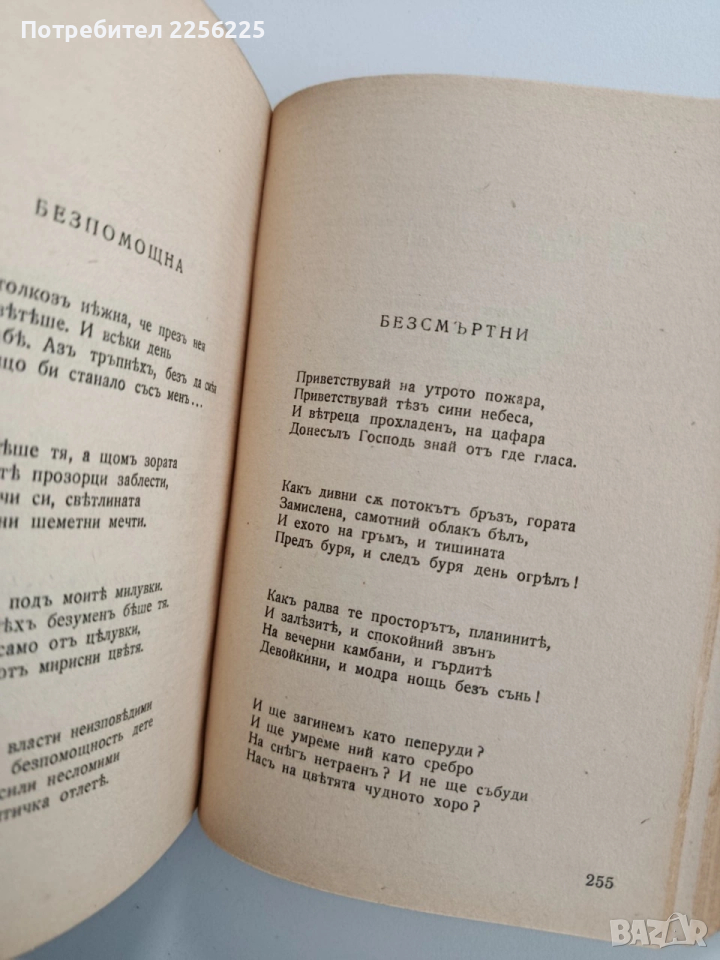 Потребител 2256225
БЕЗПОМОЩНА
толкозъ нѣжна, че презъ нея
вѣтѣше. И всѣки день
бѣ. Азъ тръпнѣхъ, безъ да
що би станало съсъ менъ...
ѣше тя, а щомъ зората
тѣ прозорци заблести,
чи си, свѣтлината
ни шеметни мечти.
подъ моитѣ милувки.
ѣхъ безуменъ бѣше тя.
само отъ цѣлувки,
отъ мирисни цвѣтя.
власти неизповѣдими
безпомощность дете
сили несломими
птичка отлетѣ.
БЕЗСМЪРТНИ
Приветствувай на утрото пожара,
Приветствувай тѣзъ сини небеса,
И вѣтреца прохладенъ, на цафара
Донесълъ Господь знай отъ где гласа.
Какъ дивни сѫ потокътъ бръзъ, гората
Замислена, самотний облакъ бѣлъ,
И ехото на гръмъ, и тишината
Предъ буря, и следъ буря день огрѣлъ!
Какъ радва те просторътъ, планинитѣ,
И залѣзитѣ, и спокойний звънъ
На вечерни камбани, и гърдитѣ
Девойкини, и модра нощь безъ сънь!
И ще загинемъ като пеперуди?
И ще умреме ний като сребро
На снѣгъ нетраенъ? И не ще събуди
Насъ на цвѣтята чудното хоро?
255
BAZAR